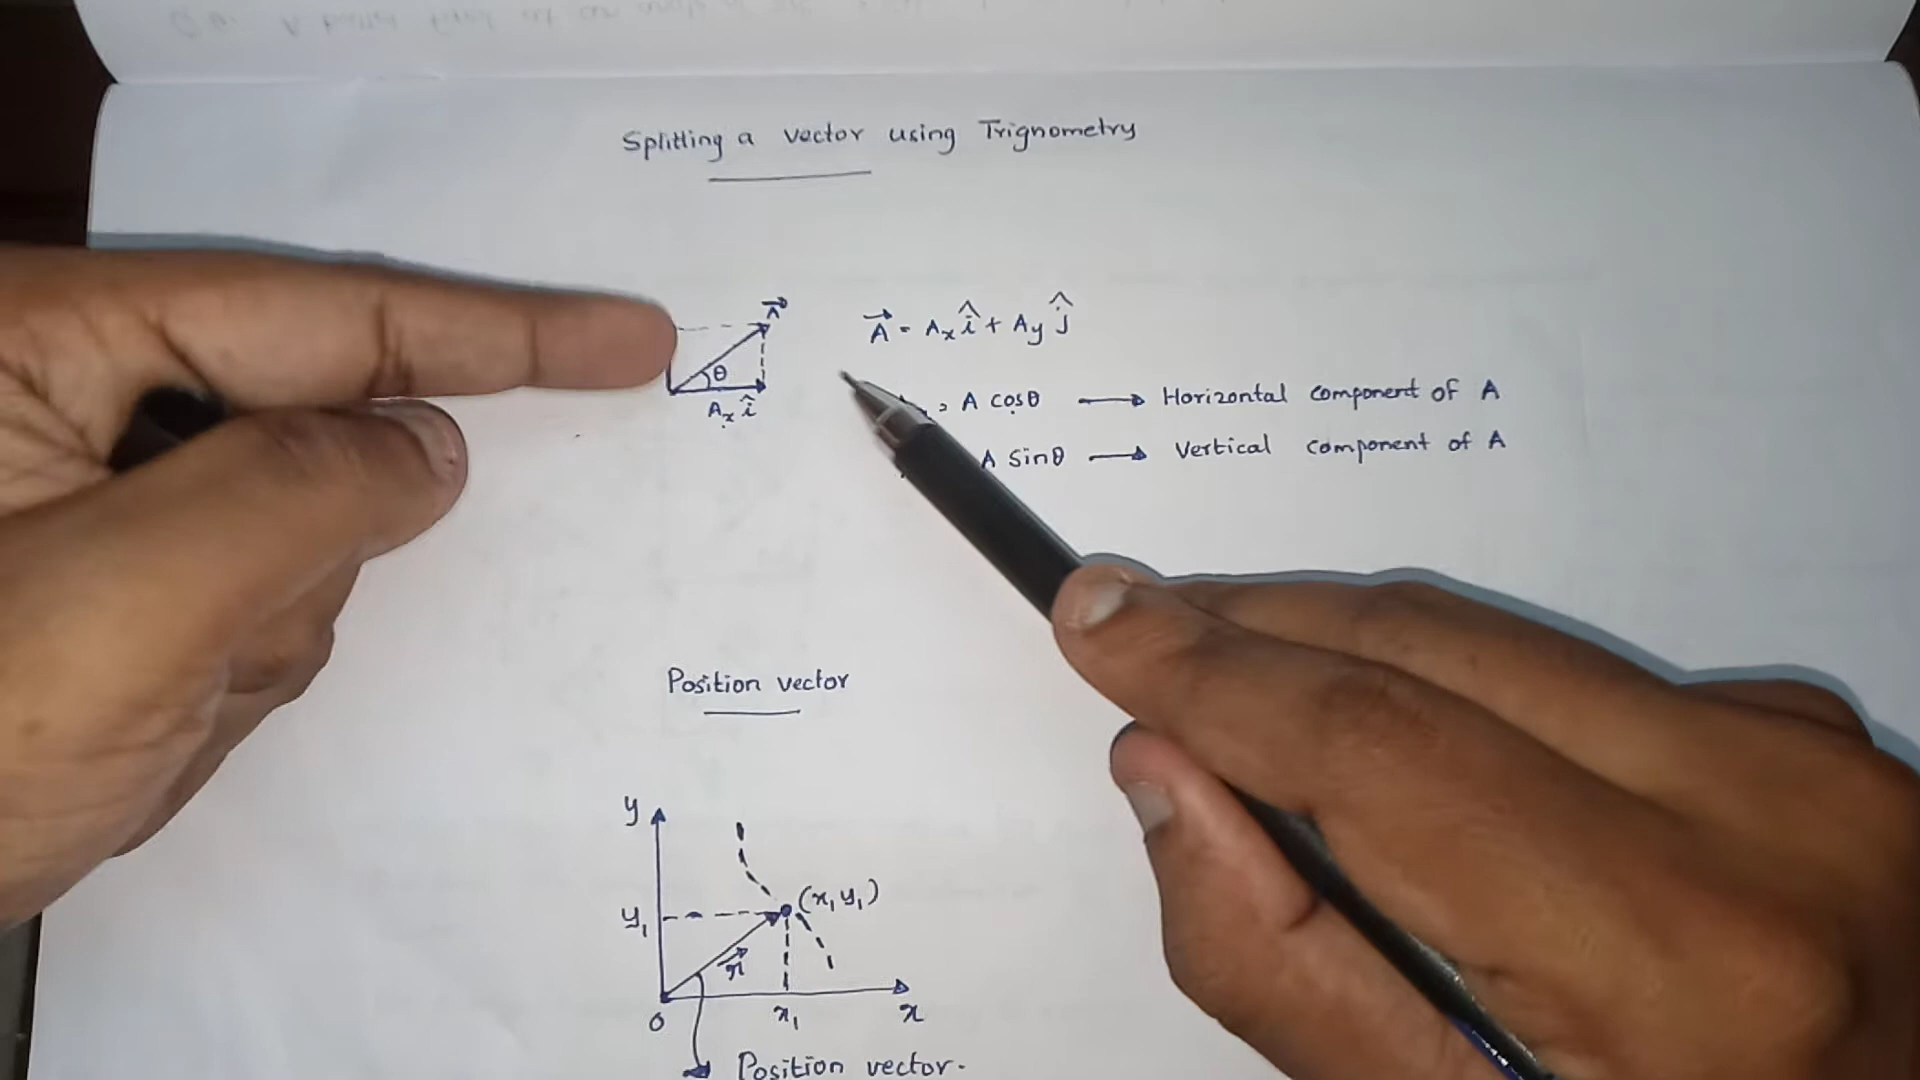 Splitting a vector using Trignometry
A
θ
Aₓ î
A = Aₓ î + Ay ĵ
= A cosθ → Horizontal component of A
A sinθ → Vertical component of A
Position vector
y
(x₁ y₁)
y₁
r
0
x₁
x
Position vector.